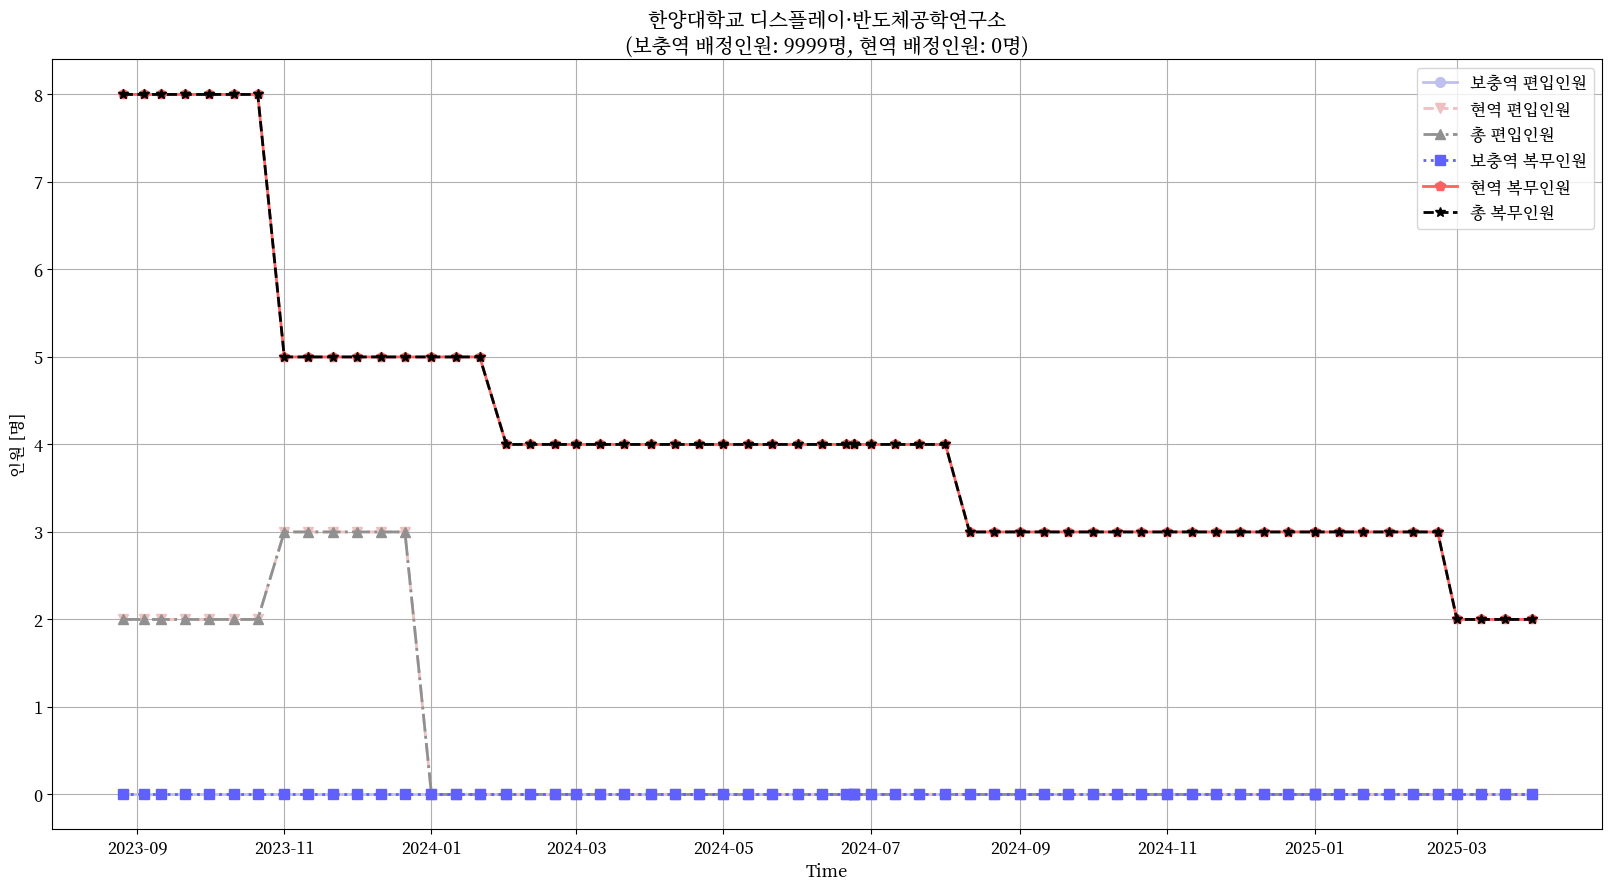 한양대학교 디스플레이·반도체공학연구소
(보충역 배정인원: 9999명, 현역 배정인원: 0명)
보충역 편입인원
현역 편입인원
총 편입인원
보충역 복무인원
현역 복무인원
총 복무인원
인원 [명]
8
7
6
5
4
3
2
1
0
2023-09 2023-11 2024-01 2024-03 2024-05 2024-07 2024-09 2024-11 2025-01 2025-03
Time